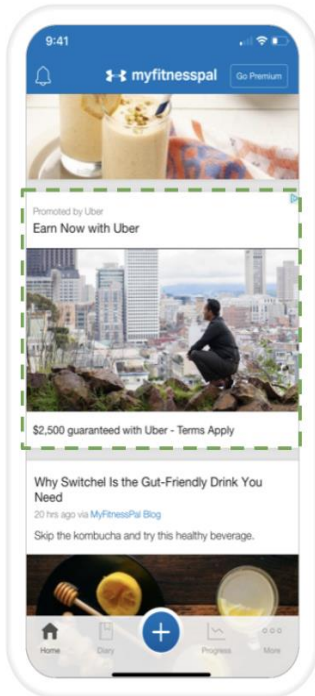 9:41
myfitnesspal
Go Premium
Promoted by Uber
Earn Now with Uber
$2,500 guaranteed with Uber - Terms Apply
Why Switchel Is the Gut-Friendly Drink You
Need
20 hrs ago via MyFitnessPal Blog
Skip the kombucha and try this healthy beverage.
Home
Diary
Progress
More